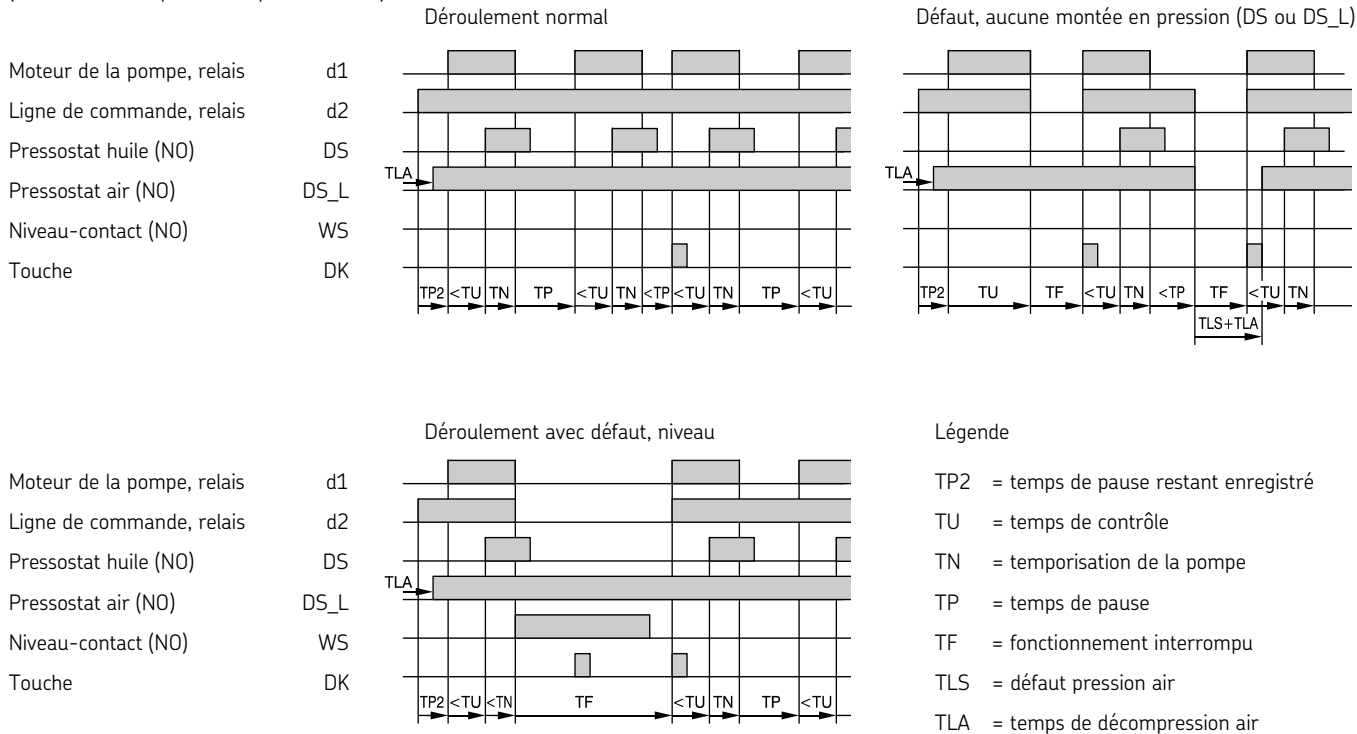 Déroulement normal
Défaut, aucune montée en pression (DS ou DS_L)
Moteur de la pompe, relais d1
Ligne de commande, relais d2
Pressostat huile (NO) DS
Pressostat air (NO) DS_L
Niveau-contact (NO) WS
Touche DK
TLA
TP2 <TU TN TP <TU TN <TP <TU TN TP <TU
TLA
TP2 TU TF <TU TN <TP TF <TU TN
TLS+TLA
Déroulement avec défaut, niveau
Moteur de la pompe, relais d1
Ligne de commande, relais d2
Pressostat huile (NO) DS
Pressostat air (NO) DS_L
Niveau-contact (NO) WS
Touche DK
TLA
TP2 <TU <TN TF <TU TN TP <TU
Légende
TP2 = temps de pause restant enregistré
TU = temps de contrôle
TN = temporisation de la pompe
TP = temps de pause
TF = fonctionnement interrompu
TLS = défaut pression air
TLA = temps de décompression air